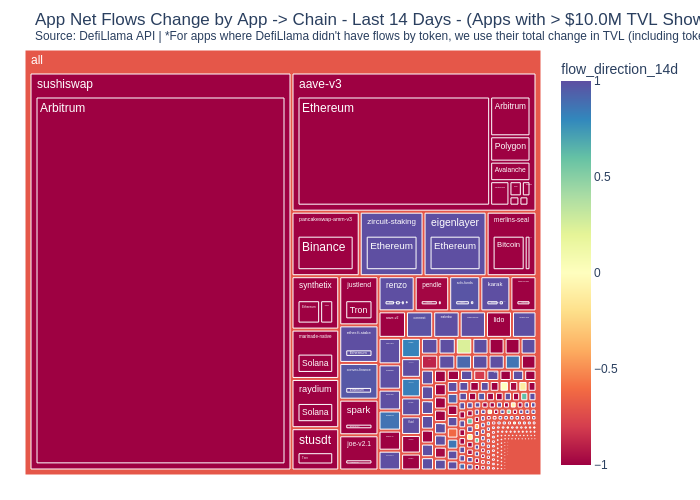 App Net Flows Change by App -> Chain - Last 14 Days - (Apps with > $10.0M TVL Show
Source: DefiLlama API | *For apps where DefiLlama didn't have flows by token, we use their total change in TVL (including toke
all
flow_direction_14d
sushiswap
Arbitrum
aave-v3
Ethereum
Arbitrum
Polygon
Avalanche
pancakeswap-amm-v3
Binance
zircuit-staking
Ethereum
eigenlayer
Ethereum
merlins-seal
Bitcoin
synthetix
Ethereum
justlend
Tron
renzo
pendle
karak
lido
marinade-native
Solana
raydium
Solana
spark
stusdt
Tron
joe-v2.1
1
0.5
0
−0.5
−1